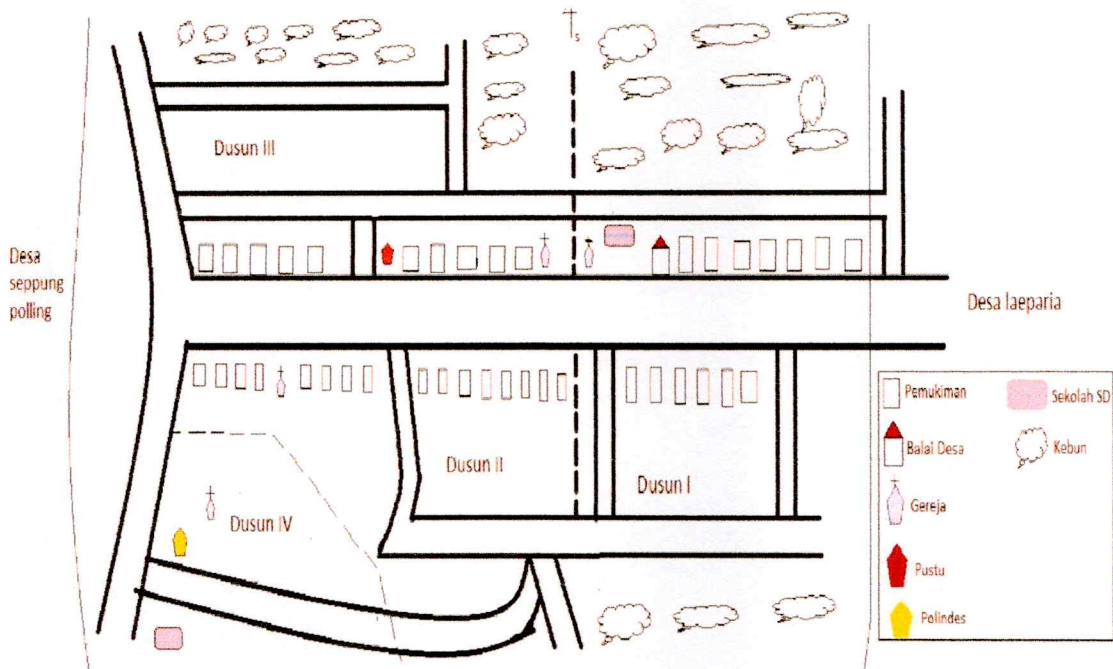 s
Dusun III
Desa
seppung
polling
Desa laeparia
Pemukiman
Sekolah SD
Balai Desa
Kebun
Gereja
Pustu
Polindes
Dusun II
Dusun I
Dusun IV